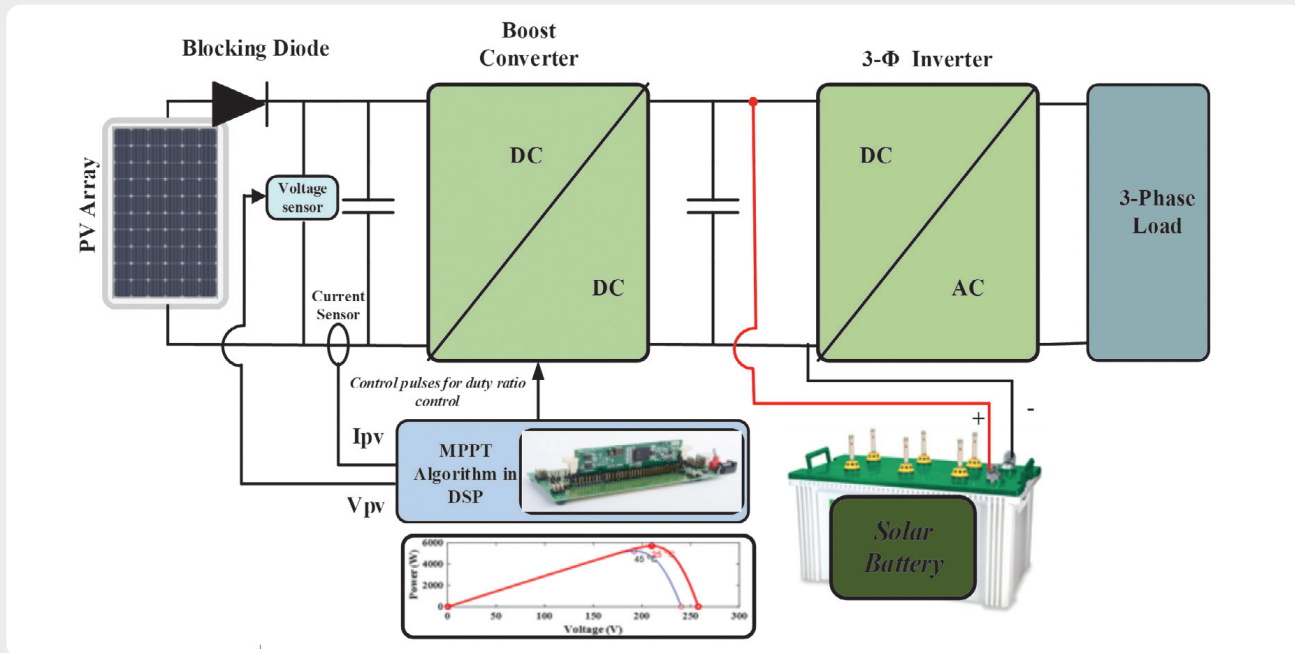 Blocking Diode
Boost
Converter
3-Φ Inverter
PV Array
Voltage
sensor
DC
DC
DC
AC
3-Phase
Load
Current
Sensor
Control pulses for duty ratio
control
Ipv
Vpv
MPPT
Algorithm in
DSP
+
-
Solar
Battery
Power (W)
6000
4000
2000
0
45 °C
25 °C
0
50
100
150
200
250
300
Voltage (V)